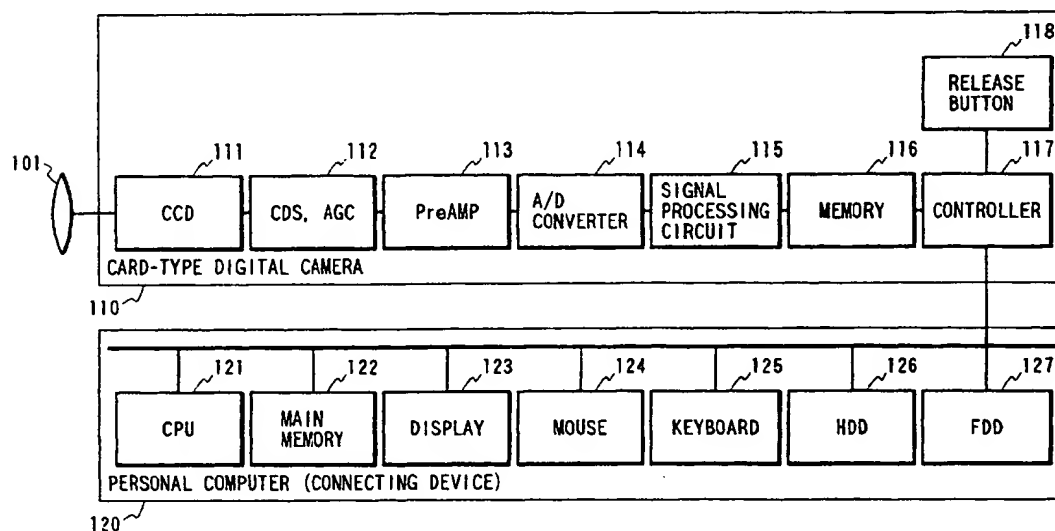 118
RELEASE
BUTTON
101
111
112
113
114
115
116
117
CCD
CDS, AGC
PreAMP
A/D
CONVERTER
SIGNAL
PROCESSING
CIRCUIT
MEMORY
CONTROLLER
CARD-TYPE DIGITAL CAMERA
110
121
122
123
124
125
126
127
CPU
MAIN
MEMORY
DISPLAY
MOUSE
KEYBOARD
HDD
FDD
PERSONAL COMPUTER (CONNECTING DEVICE)
120